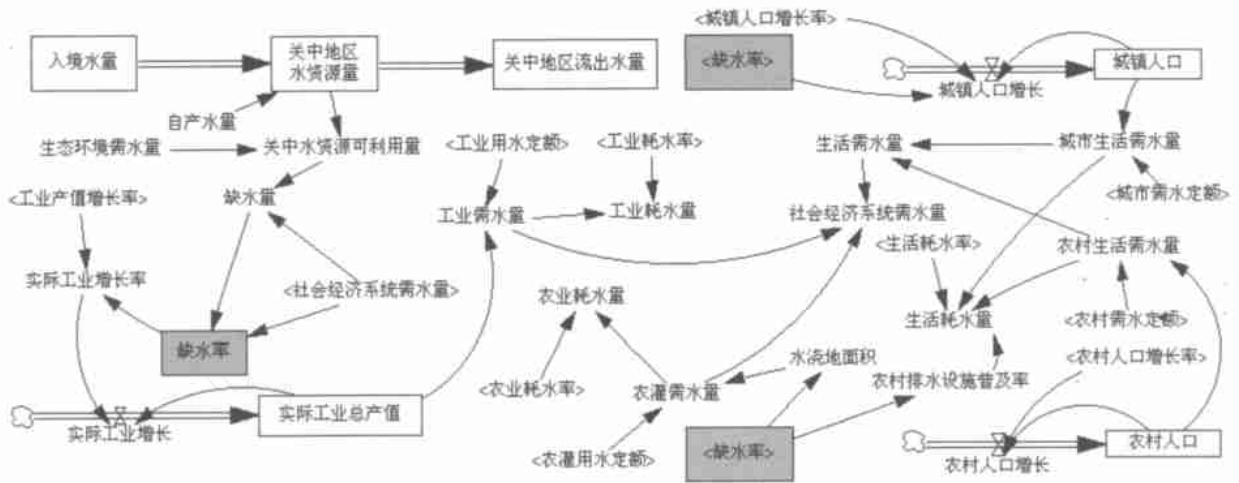 <城镇人口增长率>
入境水量
关中地区
水资源量
关中地区流出水量
<缺水率>
城镇人口
城镇人口增长
自产水量
生态环境需水量
关中水资源可利用量
<工业用水定额>
<工业耗水率>
生活需水量
城市生活需水量
<工业产值增长率>
缺水量
<城市需水定额>
工业需水量
工业耗水量
社会经济系统需水量
<生活耗水率>
农村生活需水量
实际工业增长率
<社会经济系统需水量>
农业耗水量
生活耗水量
<农村需水定额>
缺水率
水浇地面积
<农村人口增长率>
<农业耗水率>
农灌需水量
农村排水设施普及率
实际工业总产值
实际工业增长
<农灌用水定额>
<缺水率>
农村人口
农村人口增长